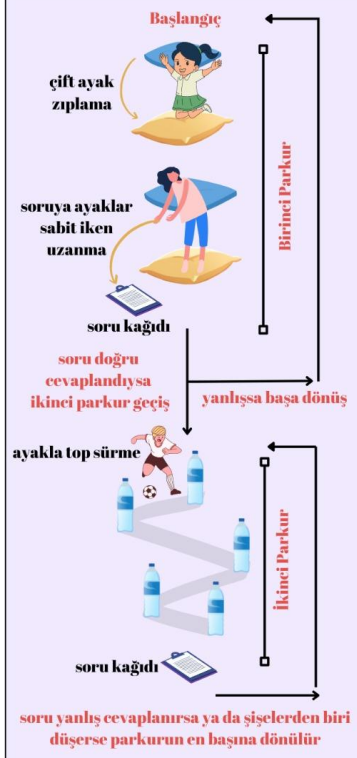 Başlangıç
çift ayak
zıplama
Birinci Parkur
soruya ayaklar
sabit iken
uzanma
soru kağıdı
soru doğru
cevaplandıysa
ikinci parkur geçiş
yanlışsa başa dönüş
ayakla top sürme
İkinci Parkur
soru kağıdı
soru yanlış cevaplanırsa ya da şişelerden biri
düşerse parkurun en başına dönülür